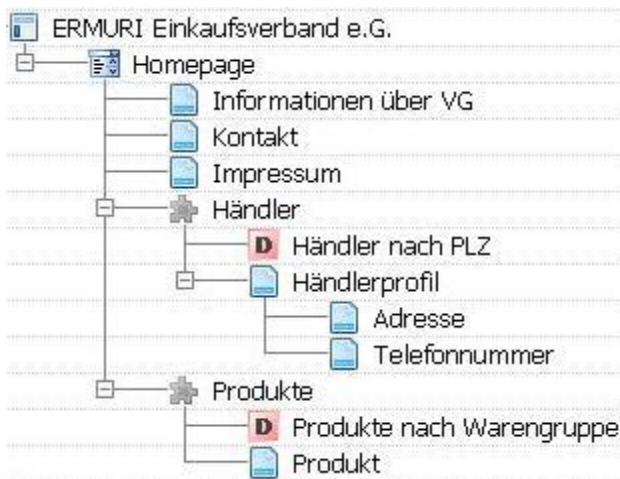 ERMURI Einkaufsverband e.G.
Homepage
Informationen über VG
Kontakt
Impressum
Händler
D Händler nach PLZ
Händlerprofil
Adresse
Telefonnummer
Produkte
D Produkte nach Warengruppe
Produkt